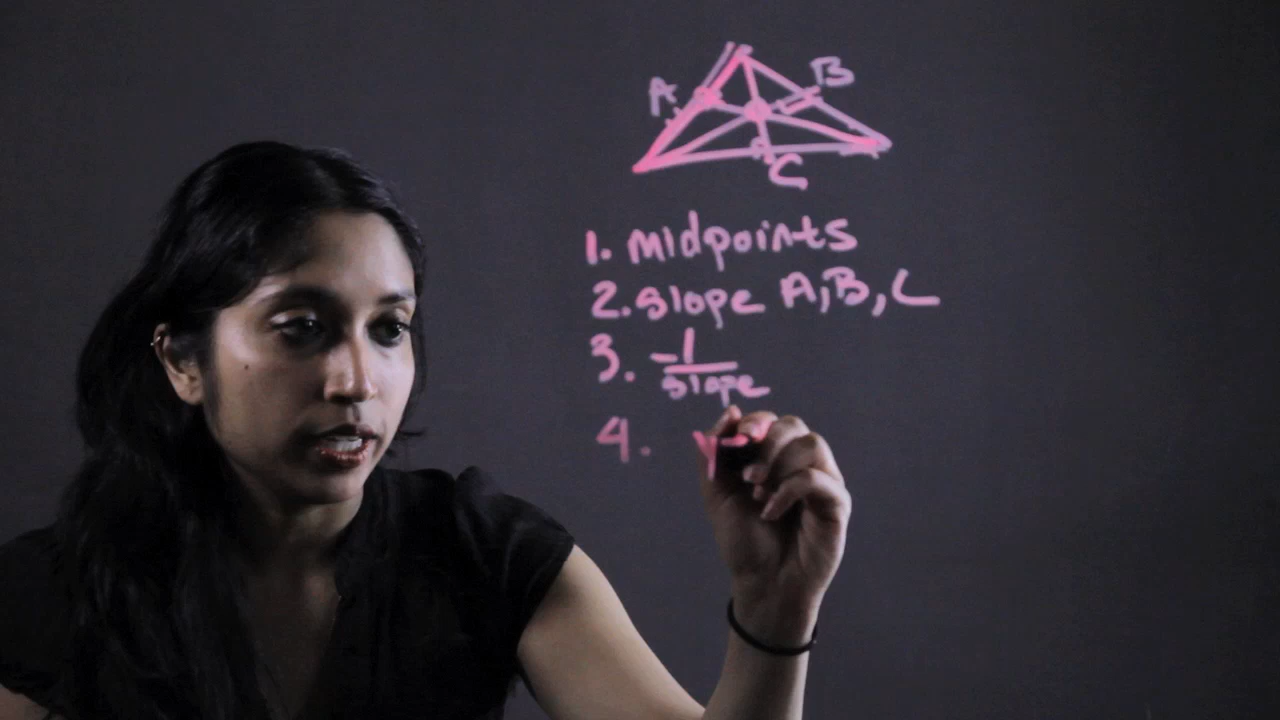 A B
C
1. midpoints
2. slope A, B, C
3. -1
slope
4. y-